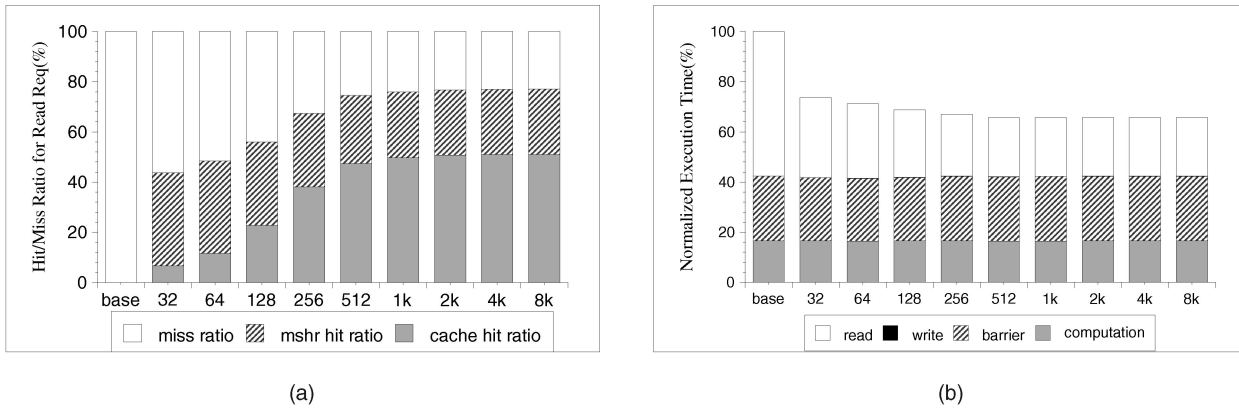 Hit/Miss Ratio for Read Req(%)
100
80
60
40
20
0
base 32 64 128 256 512 1k 2k 4k 8k
miss ratio mshr hit ratio cache hit ratio
(a)
Normalized Execution Time(%)
100
80
60
40
20
0
base 32 64 128 256 512 1k 2k 4k 8k
read write barrier computation
(b)